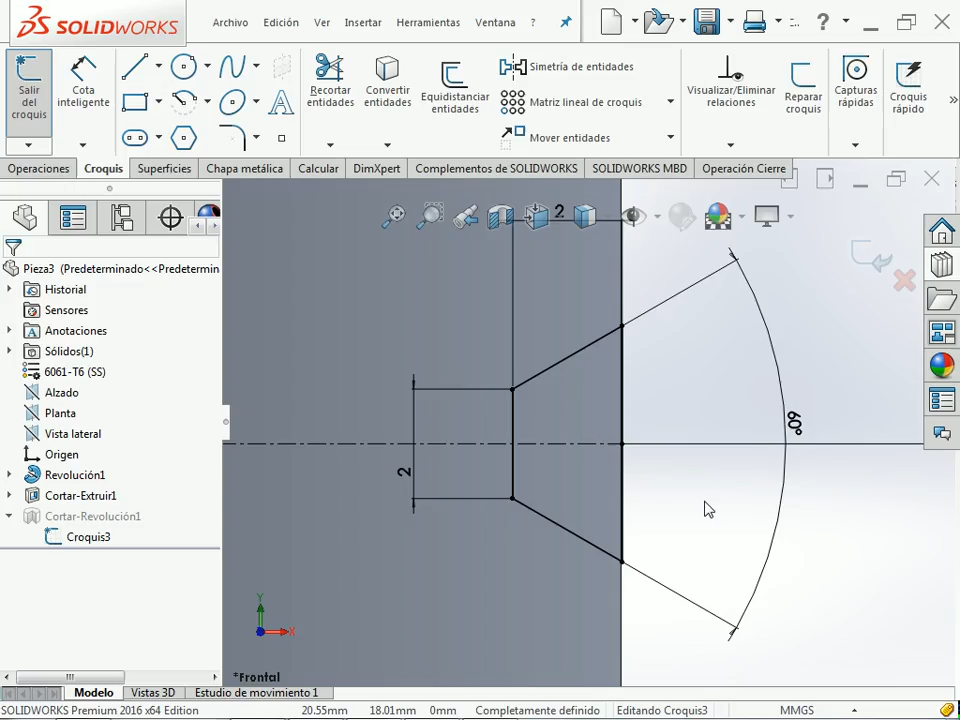 SOLIDWORKS
Archivo Edición Ver Insertar Herramientas Ventana ?
Salir del croquis
Cota inteligente
Recortar entidades
Convertir entidades
Equidistanciar entidades
Simetría de entidades
Matriz lineal de croquis
Mover entidades
Visualizar/Eliminar relaciones
Reparar croquis
Capturas rápidas
Croquis rápido
Operaciones Croquis Superficies Chapa metálica Calcular DimXpert Complementos de SOLIDWORKS SOLIDWORKS MBD Operación Cierre
Pieza3 (Predeterminado<<Predetermin
Historial
Sensores
Anotaciones
Sólidos(1)
6061-T6 (SS)
Alzado
Planta
Vista lateral
Origen
Revolución1
Cortar-Extruir1
Cortar-Revolución1
Croquis3
2
2
60°
Y
X
*Frontal
Modelo Vistas 3D Estudio de movimiento 1
SOLIDWORKS Premium 2016 x64 Edition 20.55mm 18.01mm 0mm Completamente definido Editando Croquis3 MMGS